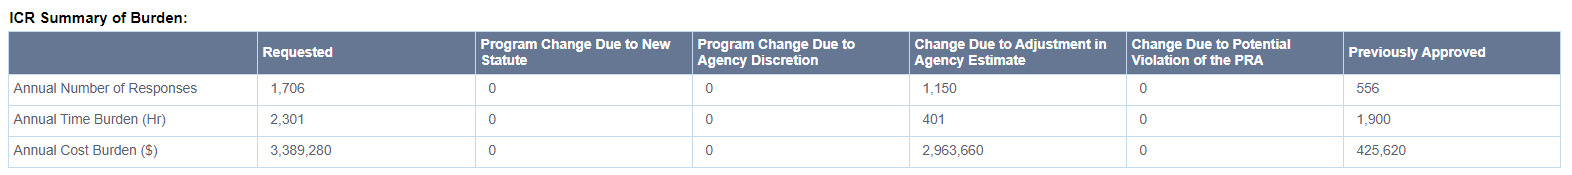 ICR Summary of Burden:
Requested
Program Change Due to New
Statute
Program Change Due to
Agency Discretion
Change Due to Adjustment in
Agency Estimate
Change Due to Potential
Violation of the PRA
Previously Approved
Annual Number of Responses 1,706 0 0 1,150 0 556
Annual Time Burden (Hr) 2,301 0 0 401 0 1,900
Annual Cost Burden ($) 3,389,280 0 0 2,963,660 0 425,620